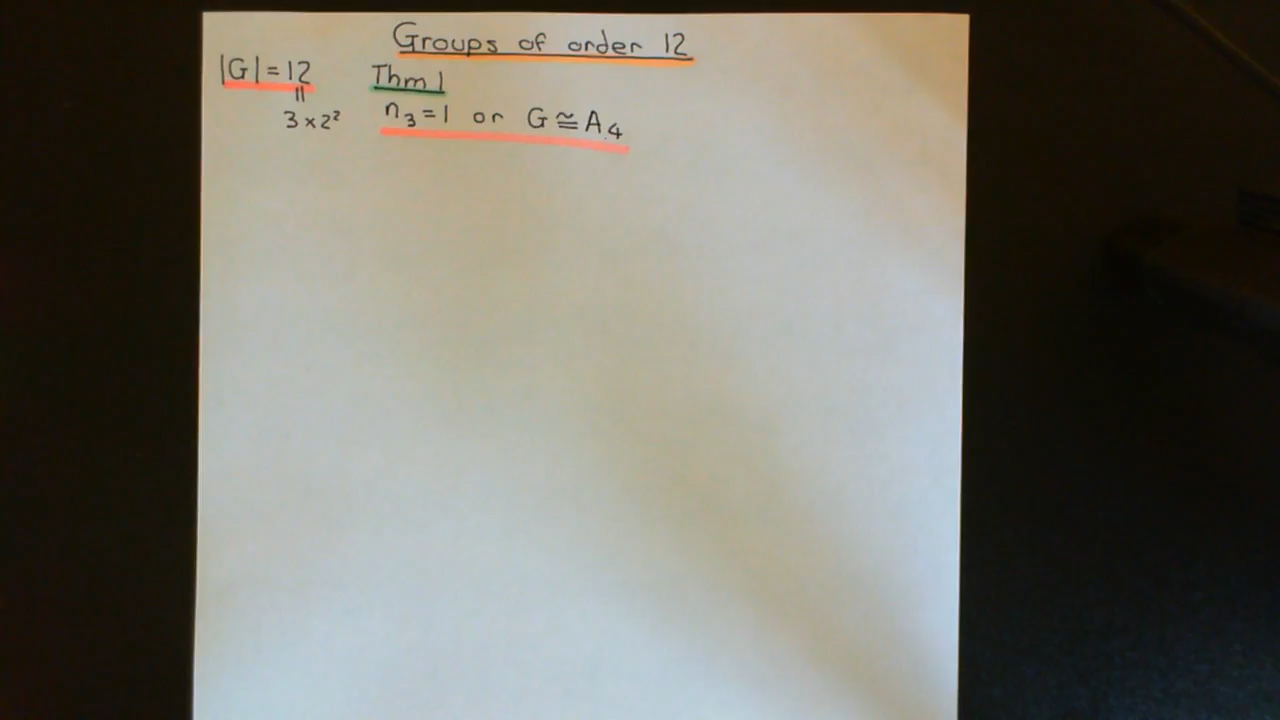 Groups of order 12
|G| = 12 Thm 1
||
3 × 2² n₃ = 1 or G ≅ A₄